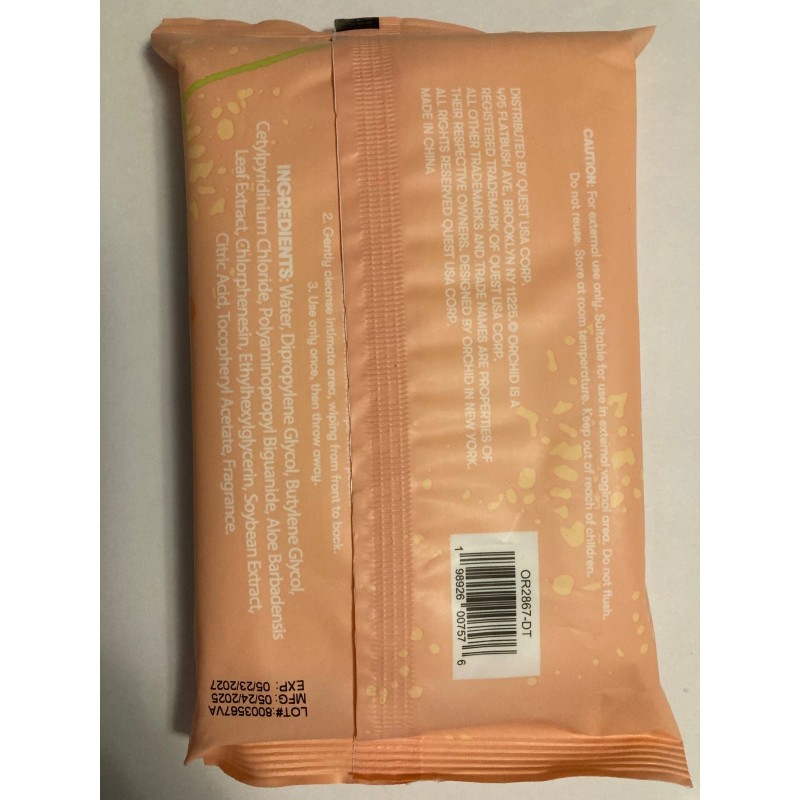 CAUTION: For external use only. Suitable for use in external vaginal area. Do not flush.
Do not reuse. Store at room temperature. Keep out of reach of children.
DISTRIBUTED BY QUEST USA CORP.
495 FLATBUSH AVE, BROOKLYN NY 11225.© ORCHID IS A
REGISTERED TRADEMARK OF QUEST USA CORP.
ALL OTHER TRADEMARKS AND TRADE NAMES ARE PROPERTIES OF
THEIR RESPECTIVE OWNERS. DESIGNED BY ORCHID IN NEW YORK.
ALL RIGHTS RESERVED QUEST USA CORP.
MADE IN CHINA
OR2867-DT
1 98926 00757 6
2. Gently cleanse Intimate area, wiping from front to back.
3. Use only once, then throw away.
INGREDIENTS: Water, Dipropylene Glycol, Butylene Glycol,
Cetylpyridinium Chloride, Polyaminopropyl Biguanide, Aloe Barbadensis
Leaf Extract, Chlorphenesin, Ethylhexylglycerin, Soybean Extract,
Citric Acid, Tocopheryl Acetate, Fragrance.
LOT#:8003567VA
MFG: 05/24/2025
EXP: 05/23/2027